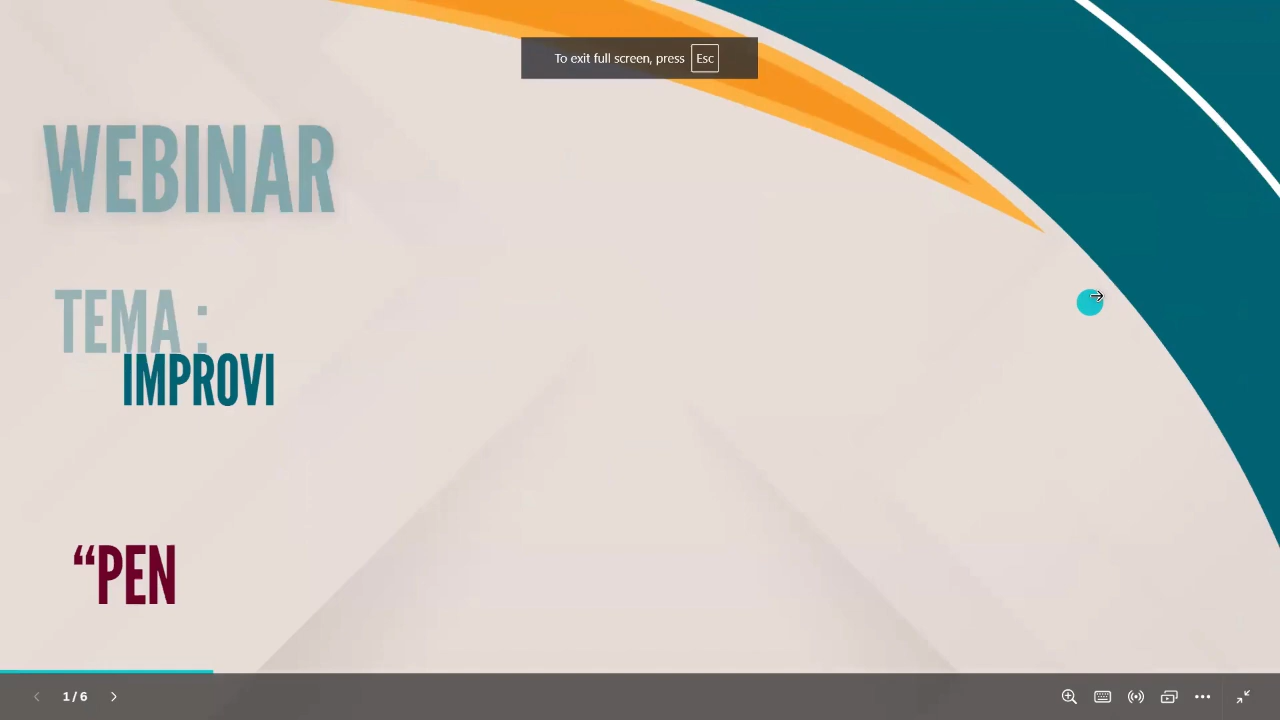 To exit full screen, press Esc
WEBINAR
TEMA :
IMPROVI
“PEN
1/6